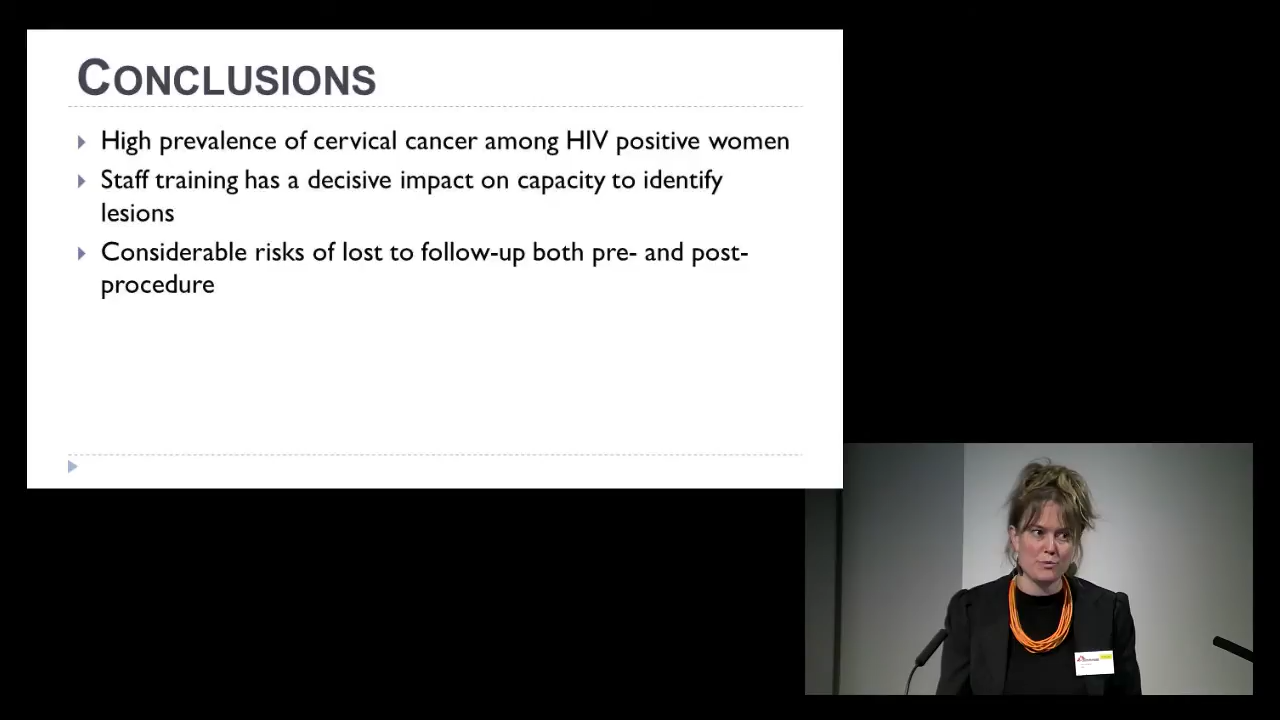 CONCLUSIONS
High prevalence of cervical cancer among HIV positive women
Staff training has a decisive impact on capacity to identify
lesions
Considerable risks of lost to follow-up both pre- and post-
procedure